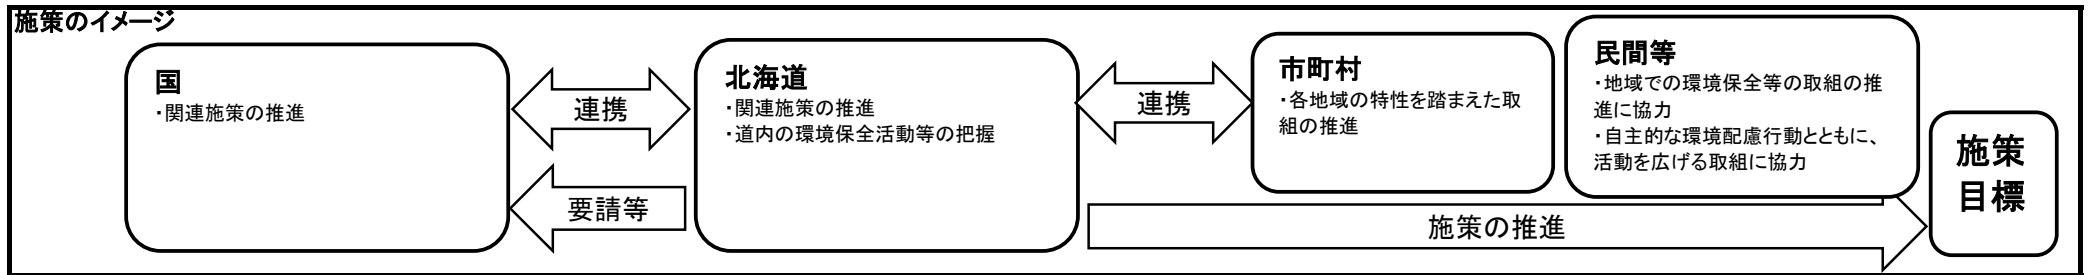 施策のイメージ
国
・関連施策の推進
連携
要請等
北海道
・関連施策の推進
・道内の環境保全活動等の把握
連携
市町村
・各地域の特性を踏まえた取
組の推進
民間等
・地域での環境保全等の取組の推
進に協力
・自主的な環境配慮行動とともに、
活動を広げる取組に協力
施策の推進
施策
目標